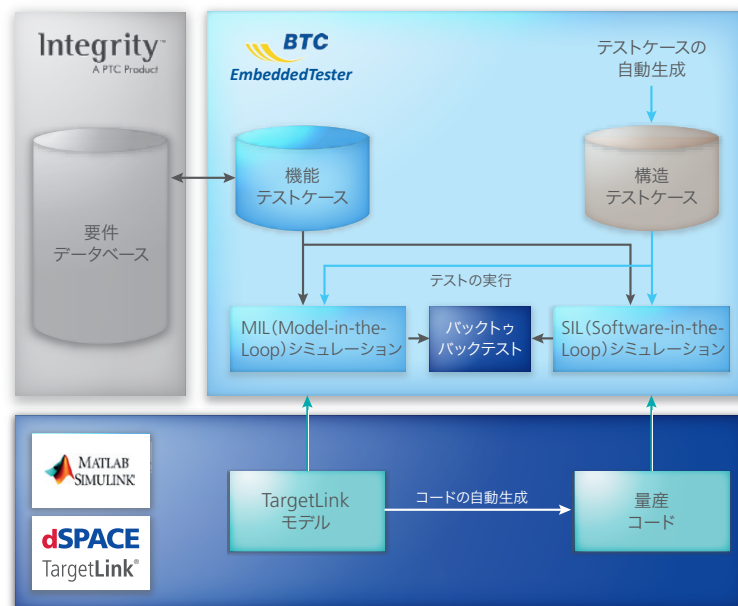 Integrity™
A PTC Product
要件
データベース
BTC
EmbeddedTester
テストケースの
自動生成
機能
テストケース
構造
テストケース
テストの実行
MIL（Model-in-the-
Loop）シミュレーション
バックトゥ
バックテスト
SIL（Software-in-the-
Loop）シミュレーション
MATLAB
SIMULINK®
dSPACE
TargetLink®
TargetLink
モデル
コードの自動生成
量産
コード